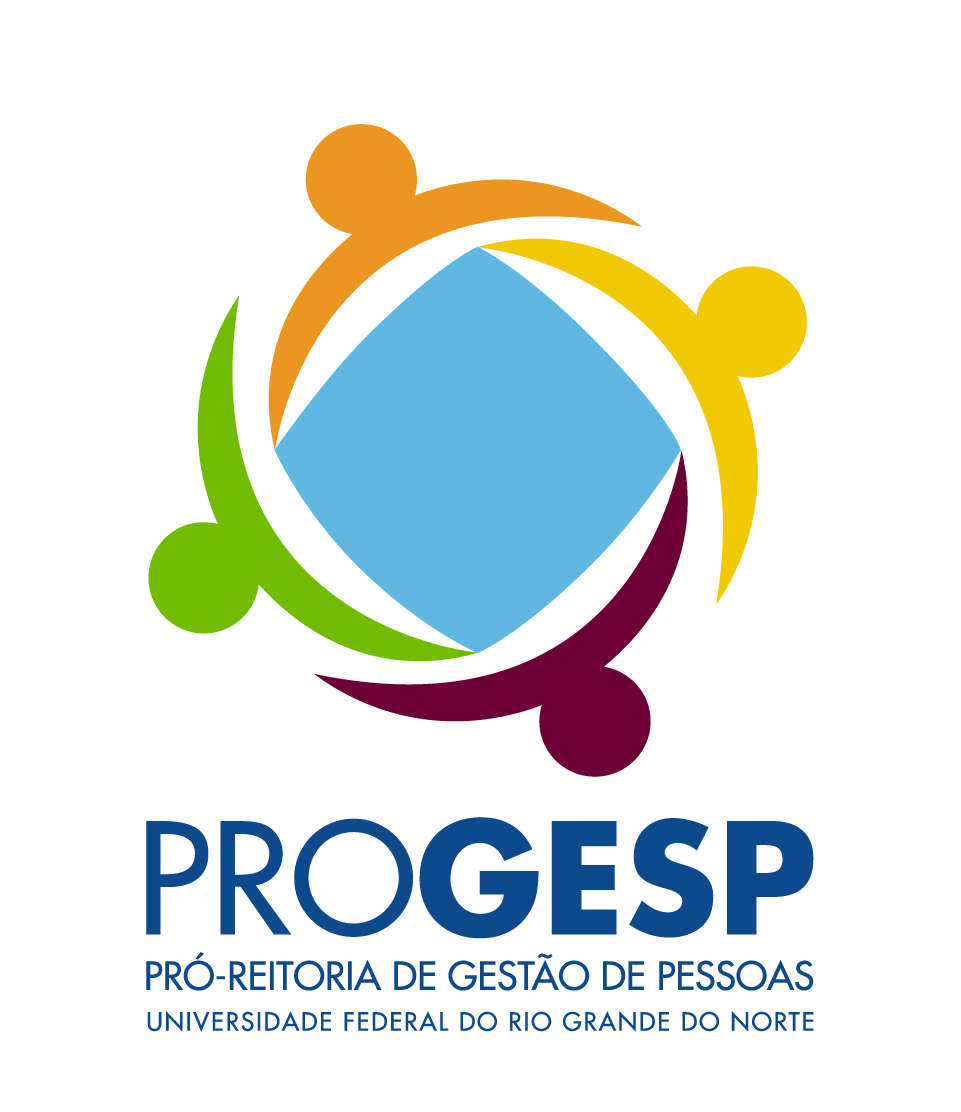 PROGESP
PRÓ-REITORIA DE GESTÃO DE PESSOAS
UNIVERSIDADE FEDERAL DO RIO GRANDE DO NORTE